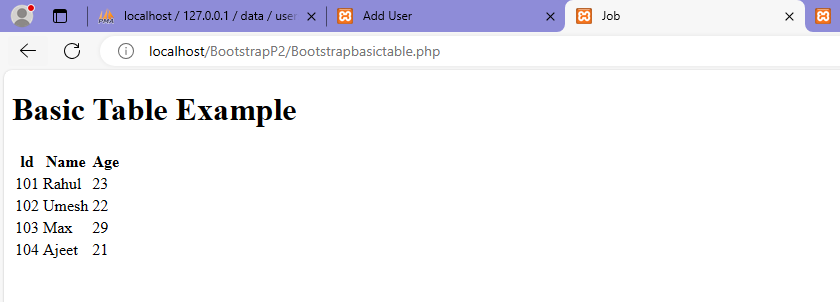 localhost / 127.0.0.1 / data / user
Add User
Job
localhost/BootstrapP2/Bootstrapbasictable.php
Basic Table Example
Id Name Age
101 Rahul 23
102 Umesh 22
103 Max 29
104 Ajeet 21